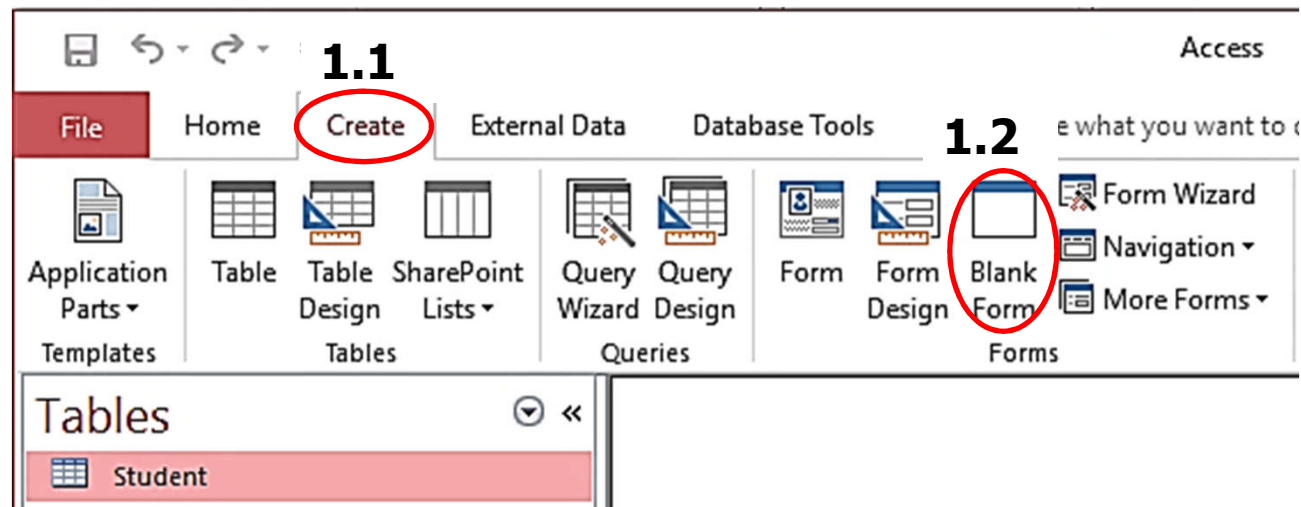 Access
1.1
File Home Create External Data Database Tools e what you want to
1.2
Form Wizard
Navigation
More Forms
Application Parts
Table
Table Design
SharePoint Lists
Query Wizard
Query Design
Form
Form Design
Blank Form
Templates Tables Queries Forms
Tables
Student